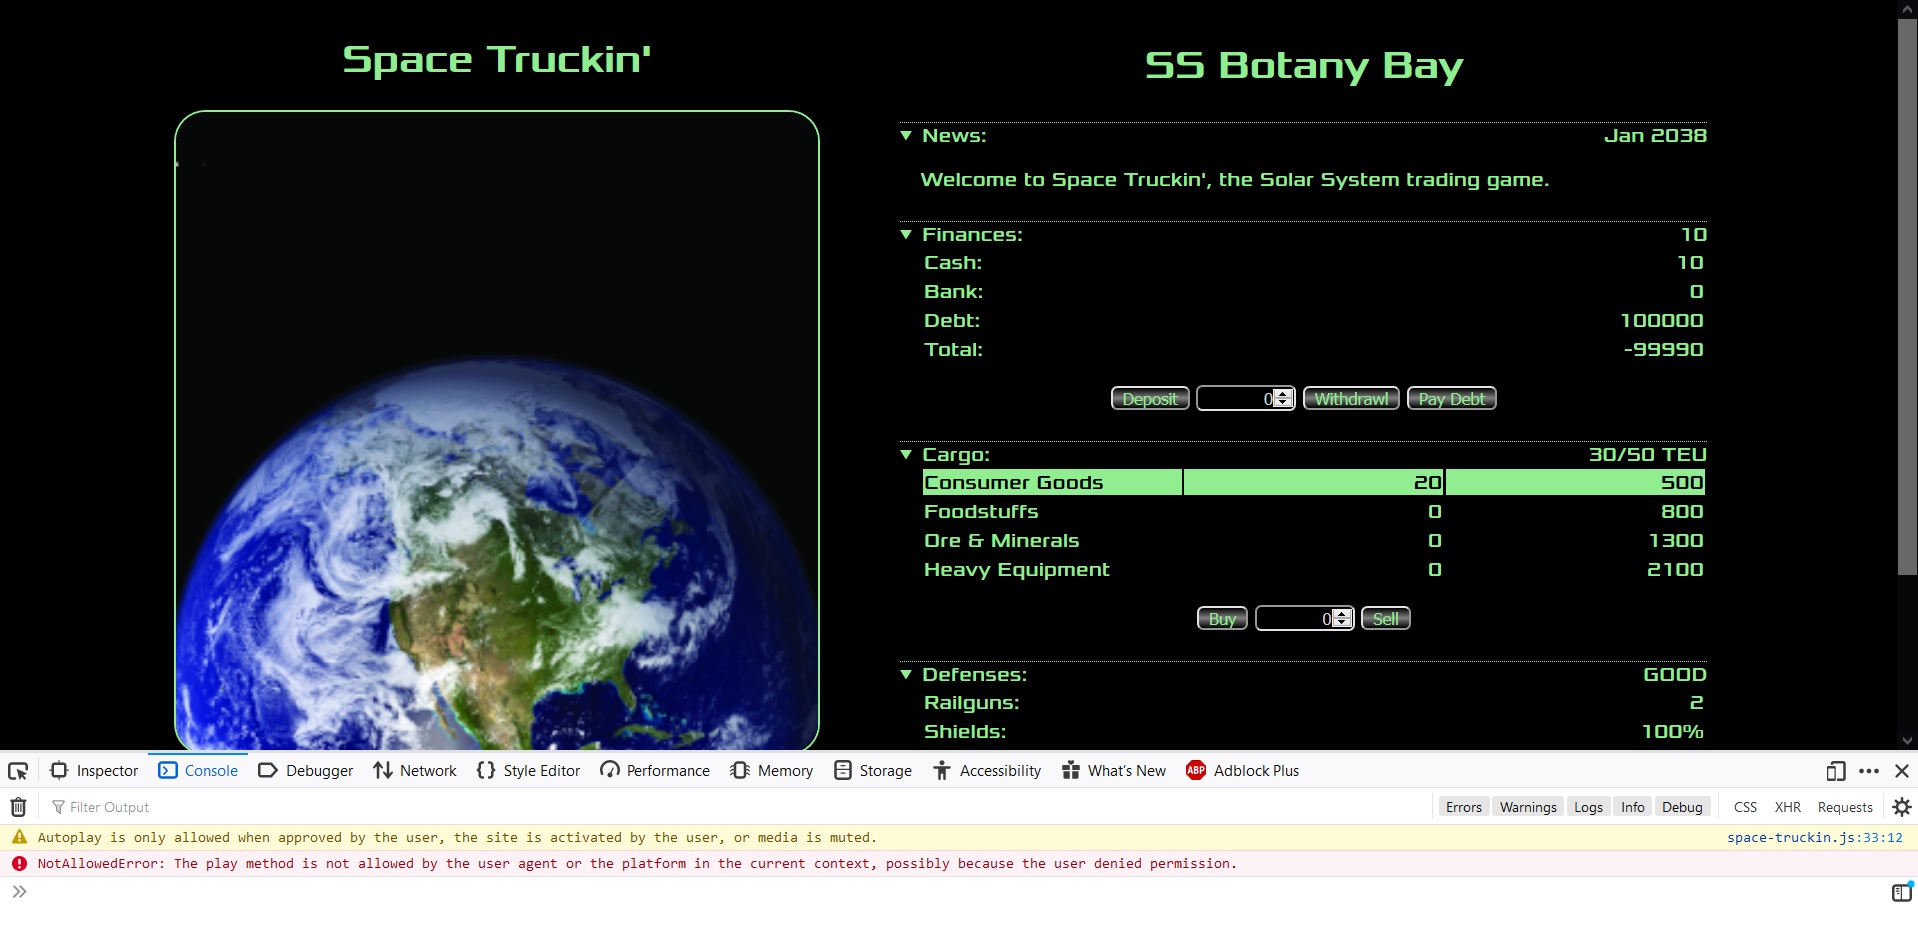 Space Truckin'
SS Botany Bay
News: Jan 2038
Welcome to Space Truckin', the Solar System trading game.
Finances: 10
Cash: 10
Bank: 0
Debt: 100000
Total: -99990
Deposit 0 Withdrawl Pay Debt
Cargo: 30/50 TEU
Consumer Goods 20 500
Foodstuffs 0 800
Ore & Minerals 0 1300
Heavy Equipment 0 2100
Buy 0 Sell
Defenses: GOOD
Railguns: 2
Shields: 100%
Inspector Console Debugger Network {} Style Editor Performance Memory Storage Accessibility What's New ABP Adblock Plus
Filter Output Errors Warnings Logs Info Debug CSS XHR Requests
Autoplay is only allowed when approved by the user, the site is activated by the user, or media is muted. space-truckin.js:33:12
NotAllowedError: The play method is not allowed by the user agent or the platform in the current context, possibly because the user denied permission.